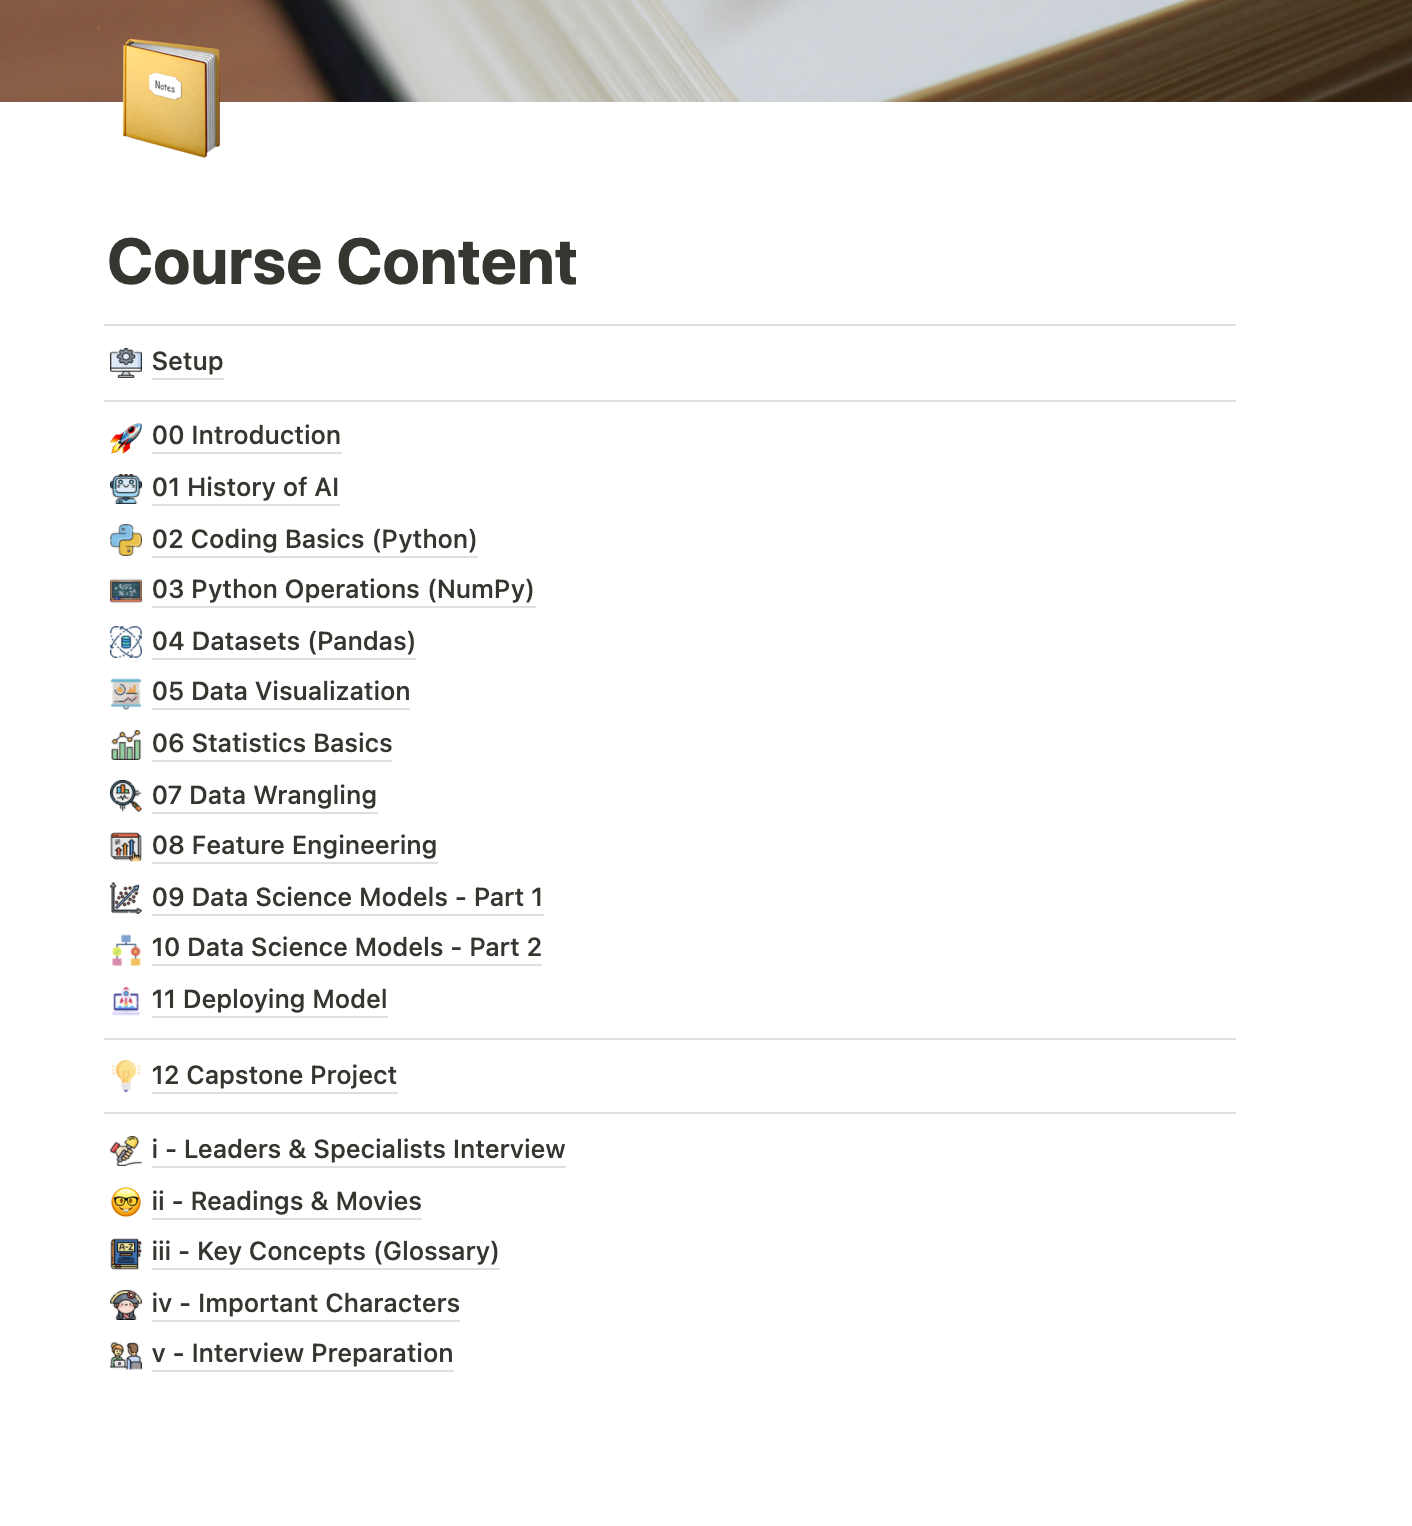 Notes
Course Content
Setup
00 Introduction
01 History of AI
02 Coding Basics (Python)
03 Python Operations (NumPy)
04 Datasets (Pandas)
05 Data Visualization
06 Statistics Basics
07 Data Wrangling
08 Feature Engineering
09 Data Science Models - Part 1
10 Data Science Models - Part 2
11 Deploying Model
12 Capstone Project
i - Leaders & Specialists Interview
ii - Readings & Movies
A-Z
iii - Key Concepts (Glossary)
iv - Important Characters
v - Interview Preparation